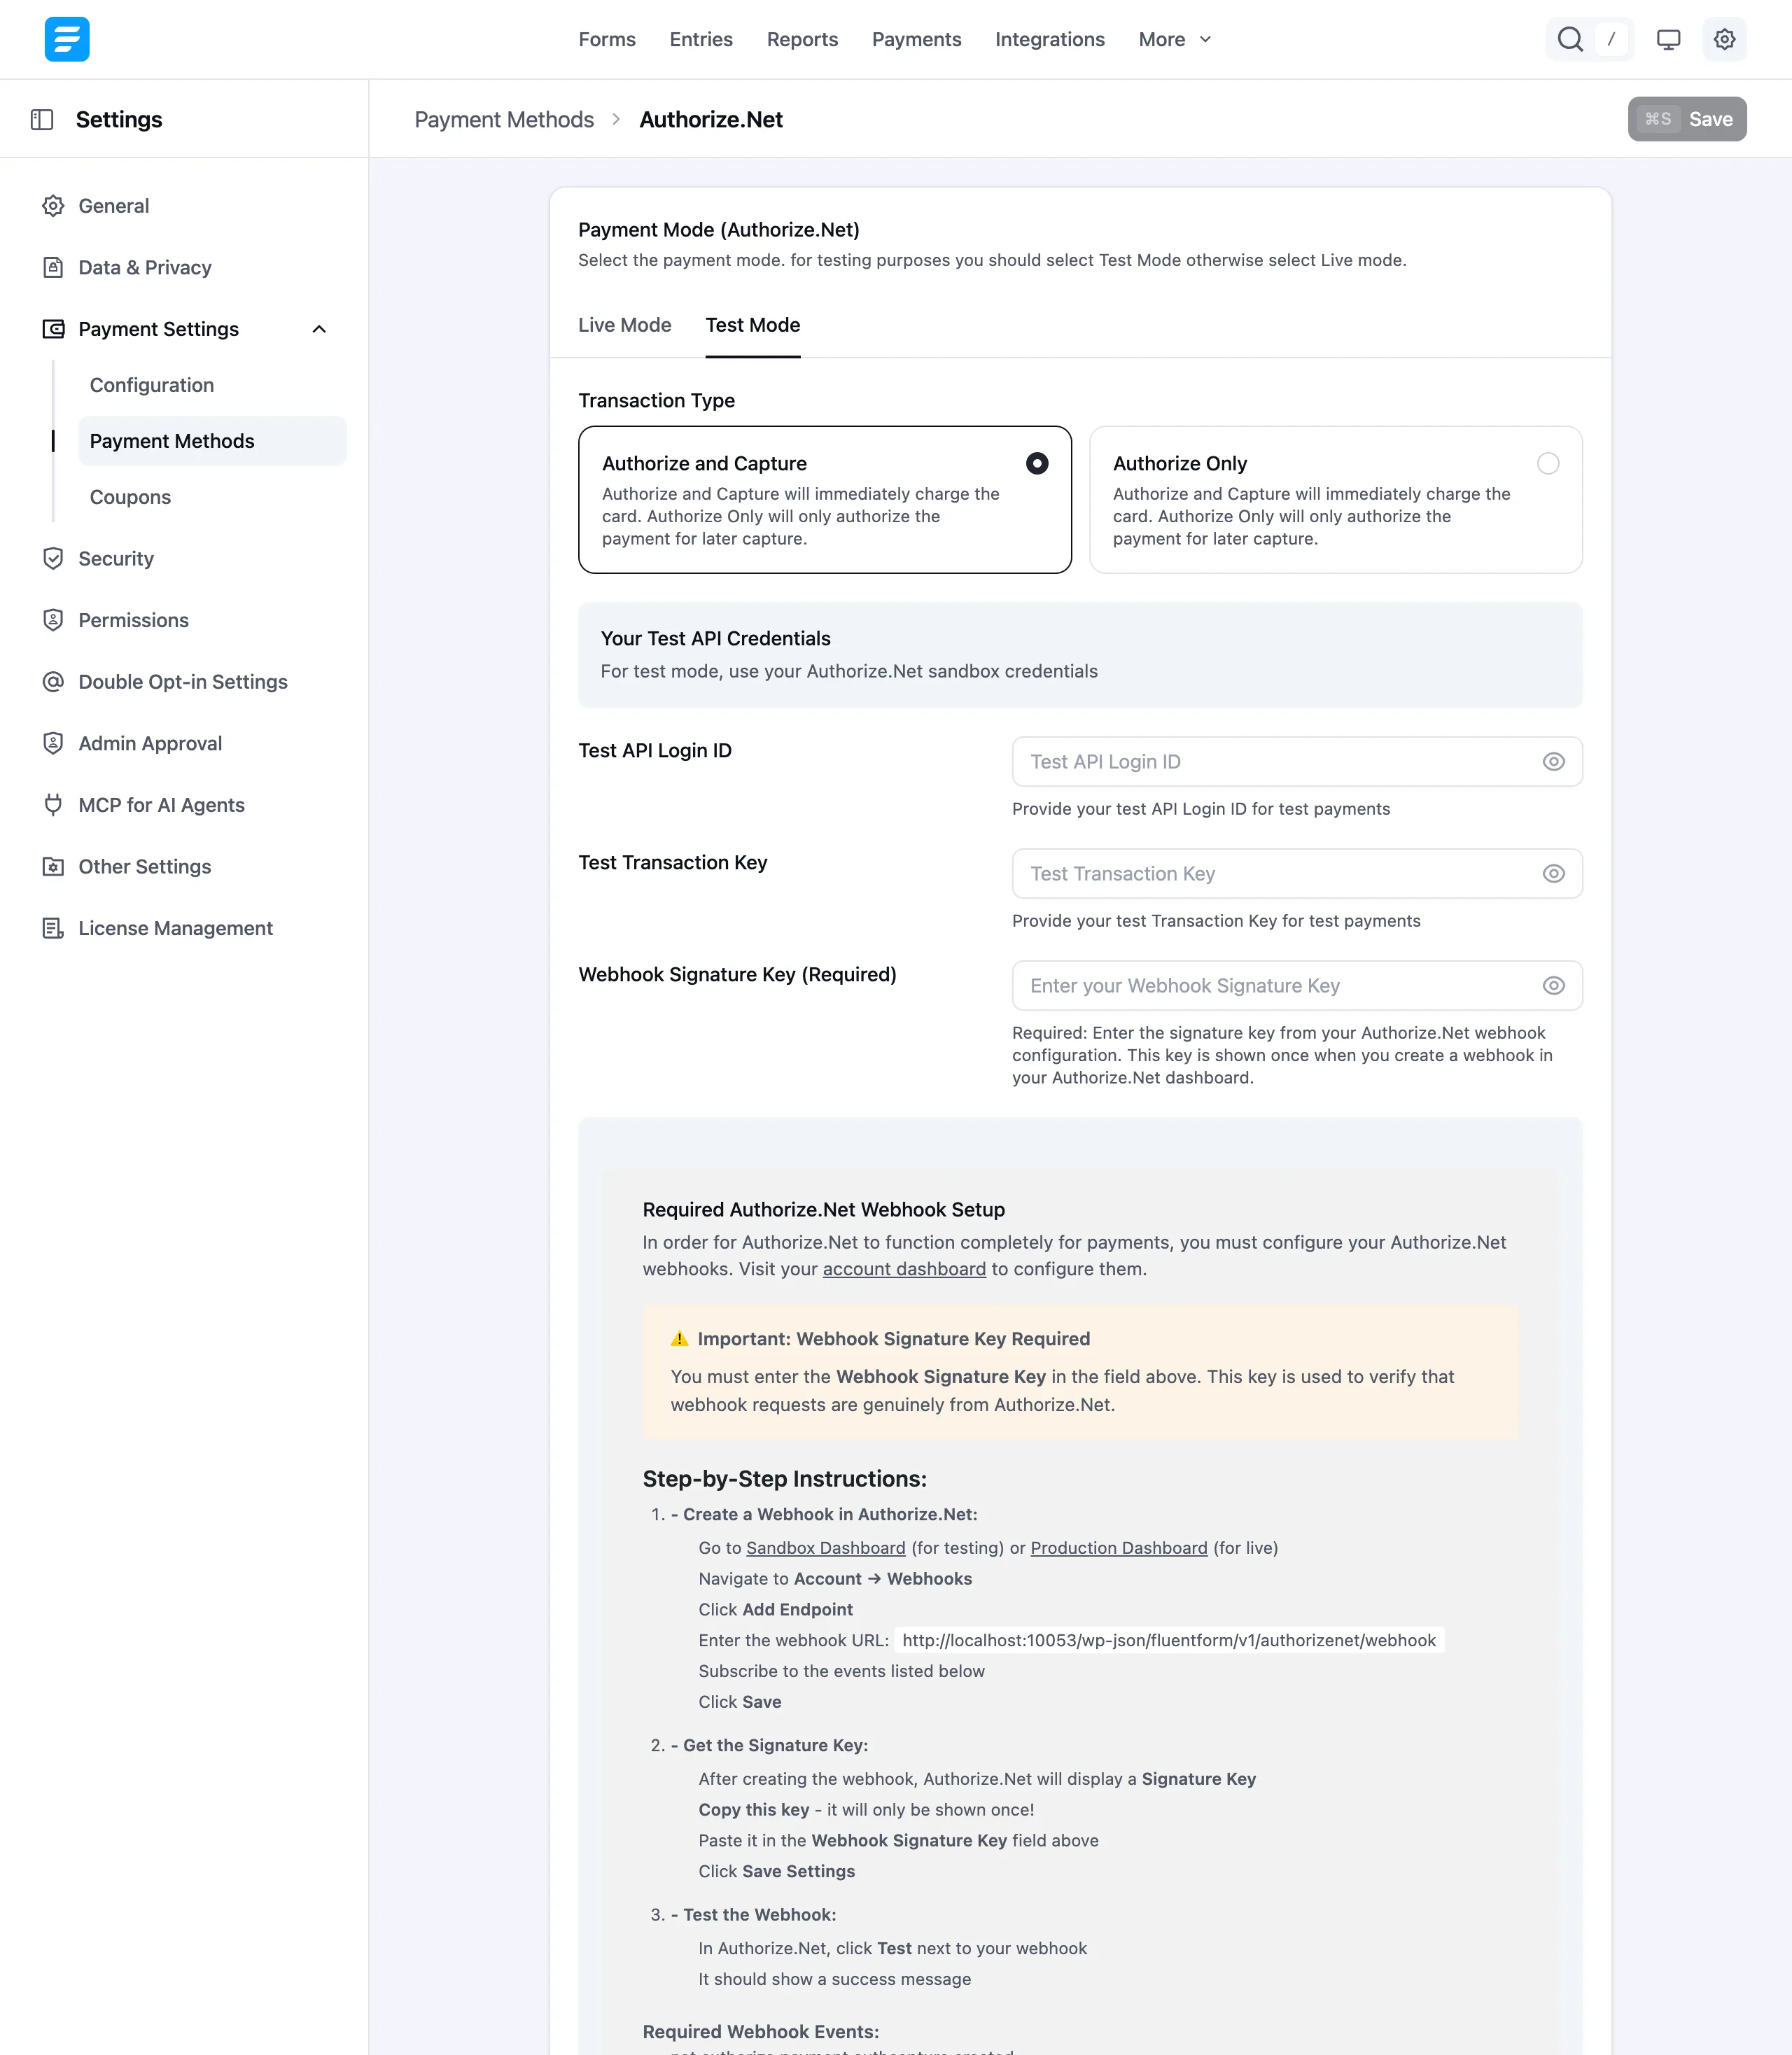 Forms Entries Reports Payments Integrations More /
Settings
Payment Methods > Authorize.Net
⌘S Save
General
Data & Privacy
Payment Settings
Configuration
Payment Methods
Coupons
Security
Permissions
Double Opt-in Settings
Admin Approval
MCP for AI Agents
Other Settings
License Management
Payment Mode (Authorize.Net)
Select the payment mode. for testing purposes you should select Test Mode otherwise select Live mode.
Live Mode Test Mode
Transaction Type
Authorize and Capture
Authorize and Capture will immediately charge the
card. Authorize Only will only authorize the
payment for later capture.
Authorize Only
Authorize and Capture will immediately charge the
card. Authorize Only will only authorize the
payment for later capture.
Your Test API Credentials
For test mode, use your Authorize.Net sandbox credentials
Test API Login ID
Test API Login ID
Provide your test API Login ID for test payments
Test Transaction Key
Test Transaction Key
Provide your test Transaction Key for test payments
Webhook Signature Key (Required)
Enter your Webhook Signature Key
Required: Enter the signature key from your Authorize.Net webhook
configuration. This key is shown once when you create a webhook in
your Authorize.Net dashboard.
Required Authorize.Net Webhook Setup
In order for Authorize.Net to function completely for payments, you must configure your Authorize.Net
webhooks. Visit your account dashboard to configure them.
⚠️ Important: Webhook Signature Key Required
You must enter the Webhook Signature Key in the field above. This key is used to verify that
webhook requests are genuinely from Authorize.Net.
Step-by-Step Instructions:
1. - Create a Webhook in Authorize.Net:
Go to Sandbox Dashboard (for testing) or Production Dashboard (for live)
Navigate to Account → Webhooks
Click Add Endpoint
Enter the webhook URL: http://localhost:10053/wp-json/fluentform/v1/authorizenet/webhook
Subscribe to the events listed below
Click Save
2. - Get the Signature Key:
After creating the webhook, Authorize.Net will display a Signature Key
Copy this key - it will only be shown once!
Paste it in the Webhook Signature Key field above
Click Save Settings
3. - Test the Webhook:
In Authorize.Net, click Test next to your webhook
It should show a success message
Required Webhook Events: